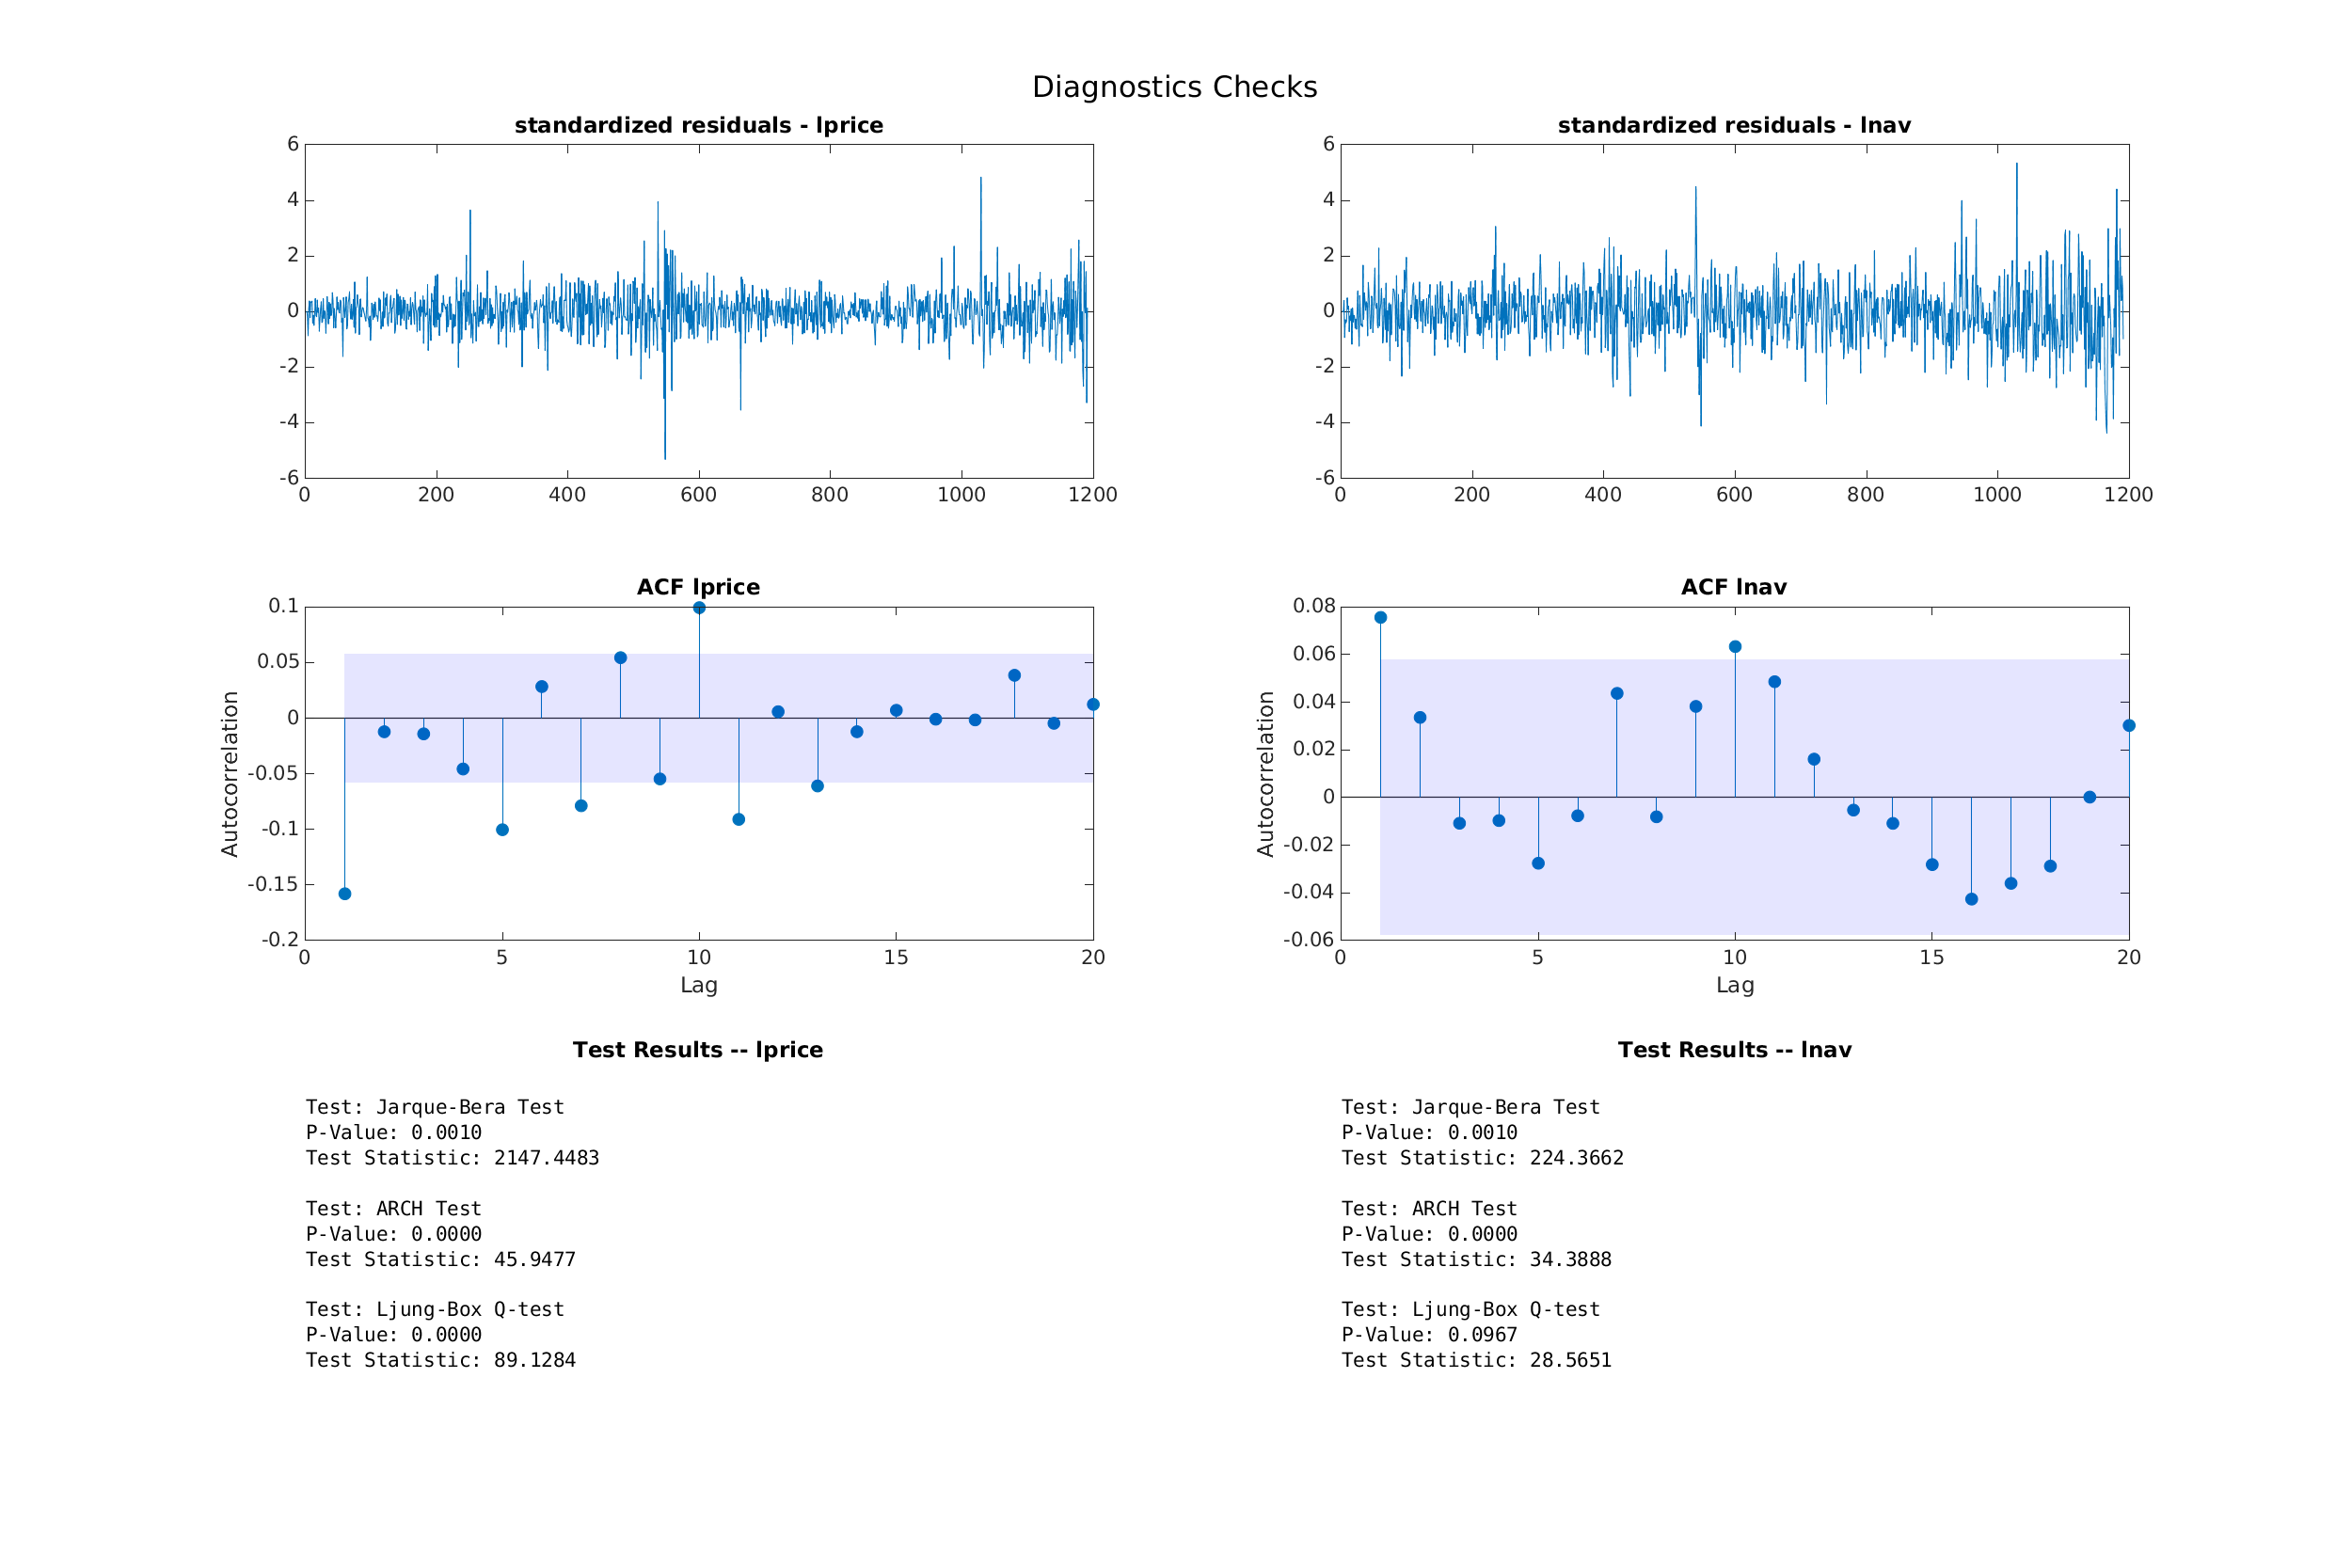 Diagnostics Checks
standardized residuals - lprice
6
4
2
0
-2
-4
-6
0 200 400 600 800 1000 1200
standardized residuals - lnav
6
4
2
0
-2
-4
-6
0 200 400 600 800 1000 1200
ACF lprice
0.1
0.05
0
-0.05
-0.1
-0.15
-0.2
Autocorrelation
0 5 10 15 20
Lag
ACF lnav
0.08
0.06
0.04
0.02
0
-0.02
-0.04
-0.06
Autocorrelation
0 5 10 15 20
Lag
Test Results -- lprice
Test: Jarque-Bera Test
P-Value: 0.0010
Test Statistic: 2147.4483
Test: ARCH Test
P-Value: 0.0000
Test Statistic: 45.9477
Test: Ljung-Box Q-test
P-Value: 0.0000
Test Statistic: 89.1284
Test Results -- lnav
Test: Jarque-Bera Test
P-Value: 0.0010
Test Statistic: 224.3662
Test: ARCH Test
P-Value: 0.0000
Test Statistic: 34.3888
Test: Ljung-Box Q-test
P-Value: 0.0967
Test Statistic: 28.5651